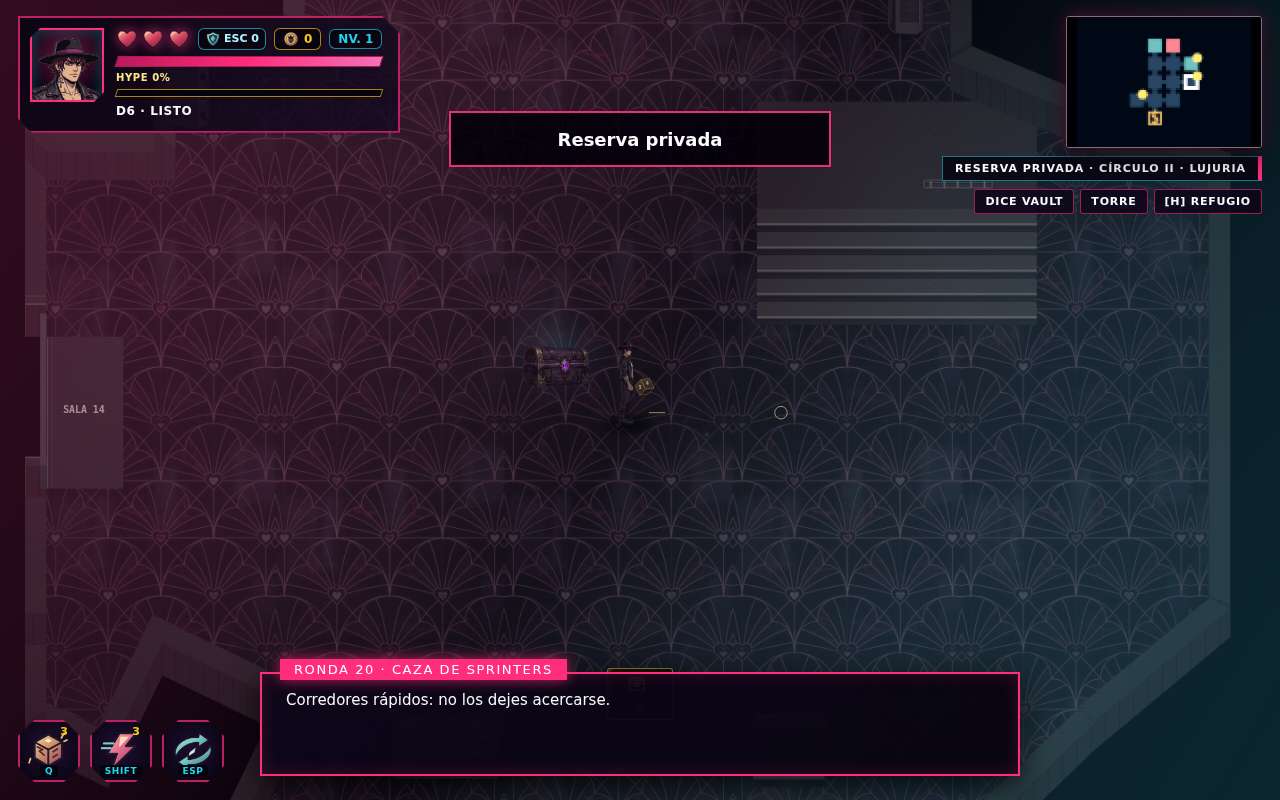 ESC 0
0
NV. 1
HYPE 0%
D6 · LISTO
Reserva privada
RESERVA PRIVADA · CÍRCULO II · LUJURIA
DICE VAULT
TORRE
[H] REFUGIO
SALA 14
RONDA 20 · CAZA DE SPRINTERS
Corredores rápidos: no los dejes acercarse.
3
Q
3
SHIFT
ESP